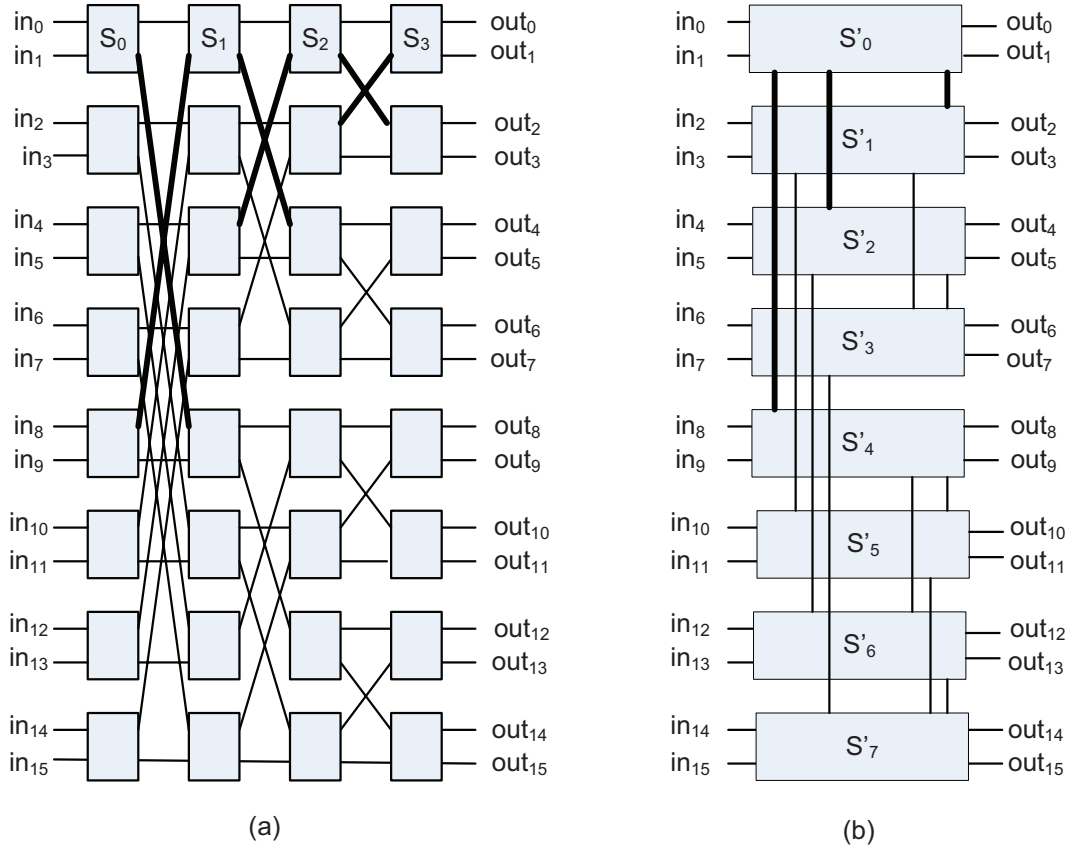 in0 S0 S1 S2 S3 out0
in1 out1
in2 out2
in3 out3
in4 out4
in5 out5
in6 out6
in7 out7
in8 out8
in9 out9
in10 out10
in11 out11
in12 out12
in13 out13
in14 out14
in15 out15
(a)
in0 S'0 out0
in1 out1
in2 S'1 out2
in3 out3
in4 S'2 out4
in5 out5
in6 S'3 out6
in7 out7
in8 S'4 out8
in9 out9
in10 S'5 out10
in11 out11
in12 S'6 out12
in13 out13
in14 S'7 out14
in15 out15
(b)